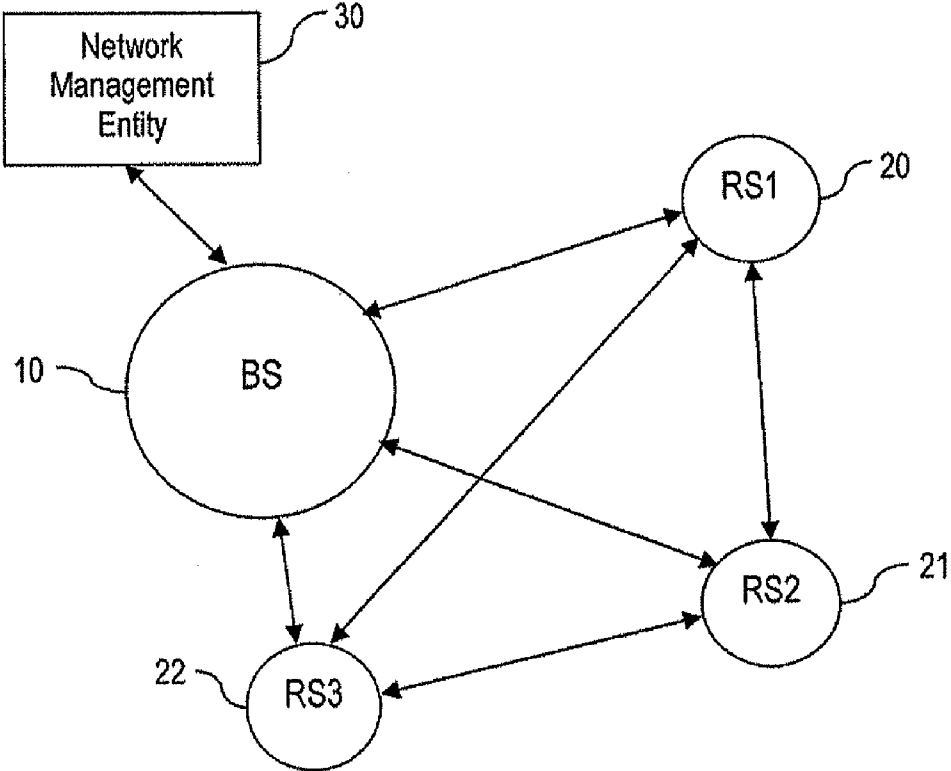 30
Network
Management
Entity
RS1
20
10
BS
RS2
21
22
RS3